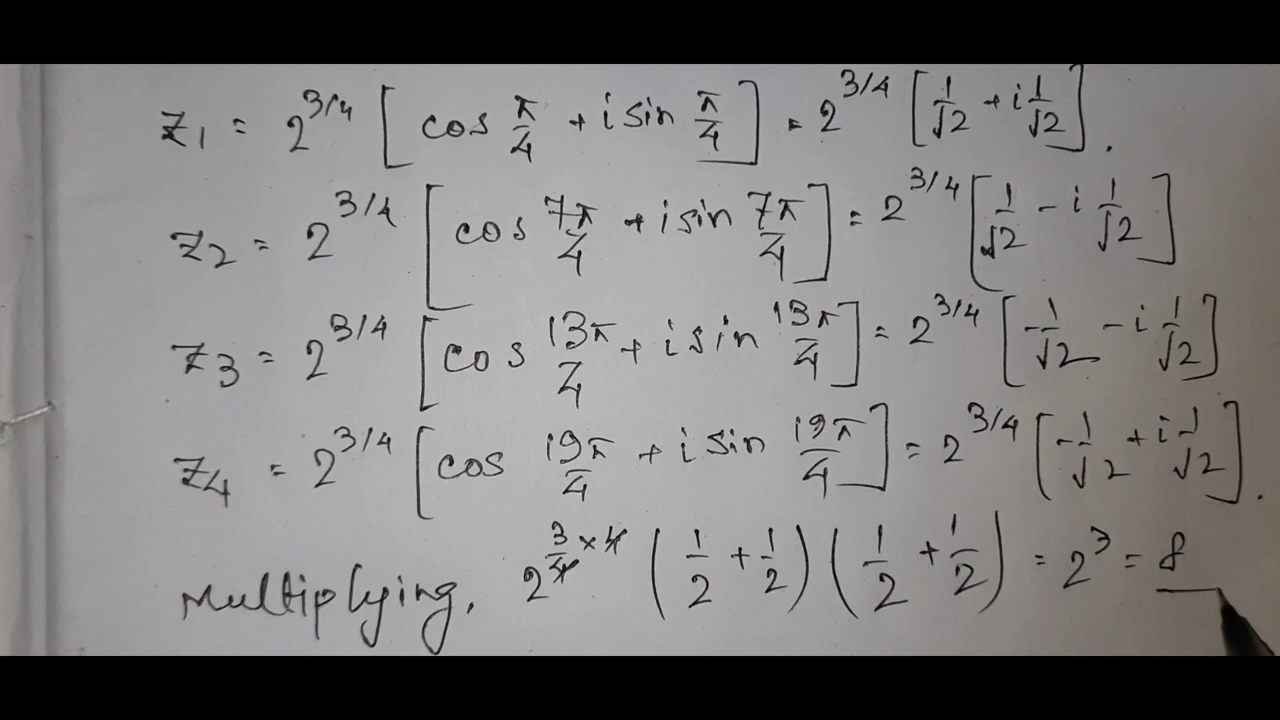 z₁ = 2^{3/4} [ cos π/4 + i sin π/4 ] = 2^{3/4} [ 1/√2 + i 1/√2 ].
z₂ = 2^{3/4} [ cos 7π/4 + i sin 7π/4 ] = 2^{3/4} [ 1/√2 - i 1/√2 ]
z₃ = 2^{3/4} [ cos 13π/4 + i sin 13π/4 ] = 2^{3/4} [ -1/√2 - i 1/√2 ]
z₄ = 2^{3/4} [ cos 19π/4 + i sin 19π/4 ] = 2^{3/4} [ -1/√2 + i 1/√2 ].
Multiplying, 2^{3/4 × 4} ( 1/2 + 1/2 ) ( 1/2 + 1/2 ) = 2³ = 8